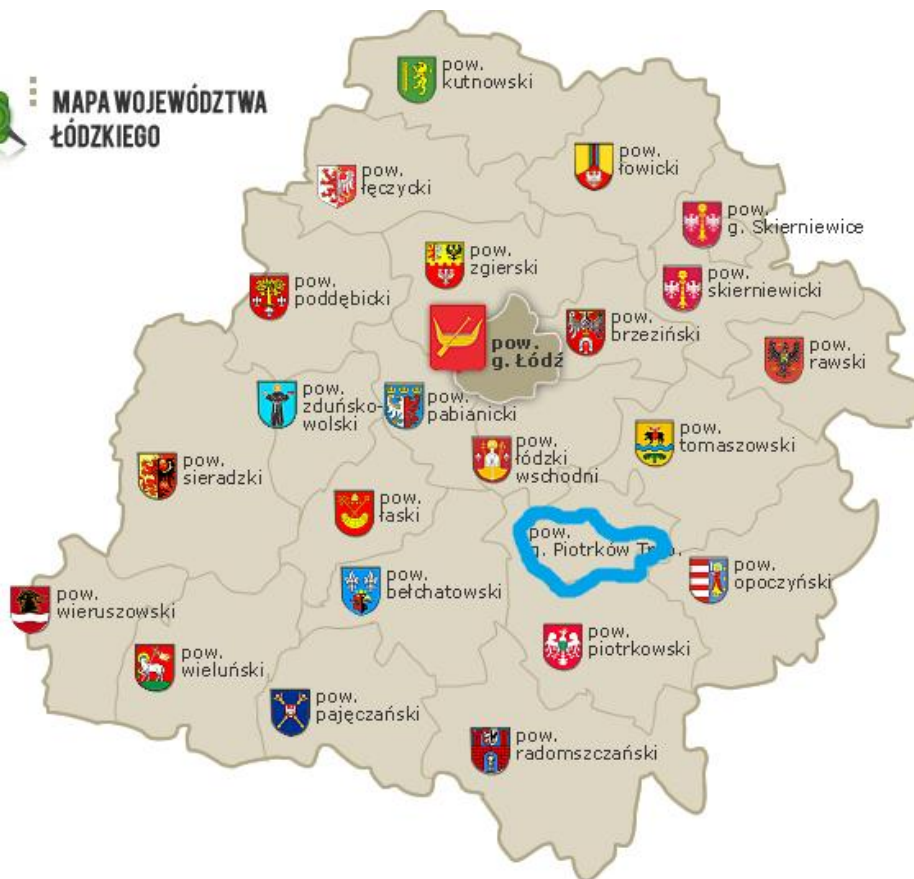 MAPA WOJEWÓDZTWA
ŁÓDZKIEGO
pow.
kutnowski
pow.
łowicki
pow.
łęczycki
pow.
g. Skierniewice
pow.
zgierski
pow.
skierniewicki
pow.
poddębicki
pow.
brzeziński
pow.
g. Łódź
pow.
rawski
pow.
zduńsko-
wolski
pow.
pabianicki
pow.
tomaszowski
pow.
łódzki
wschodni
pow.
sieradzki
pow.
łaski
pow.
g. Piotrków
pow.
opoczyński
pow.
bełchatowski
pow.
wieruszowski
pow.
piotrkowski
pow.
wieluński
pow.
pajęczański
pow.
radomszczański